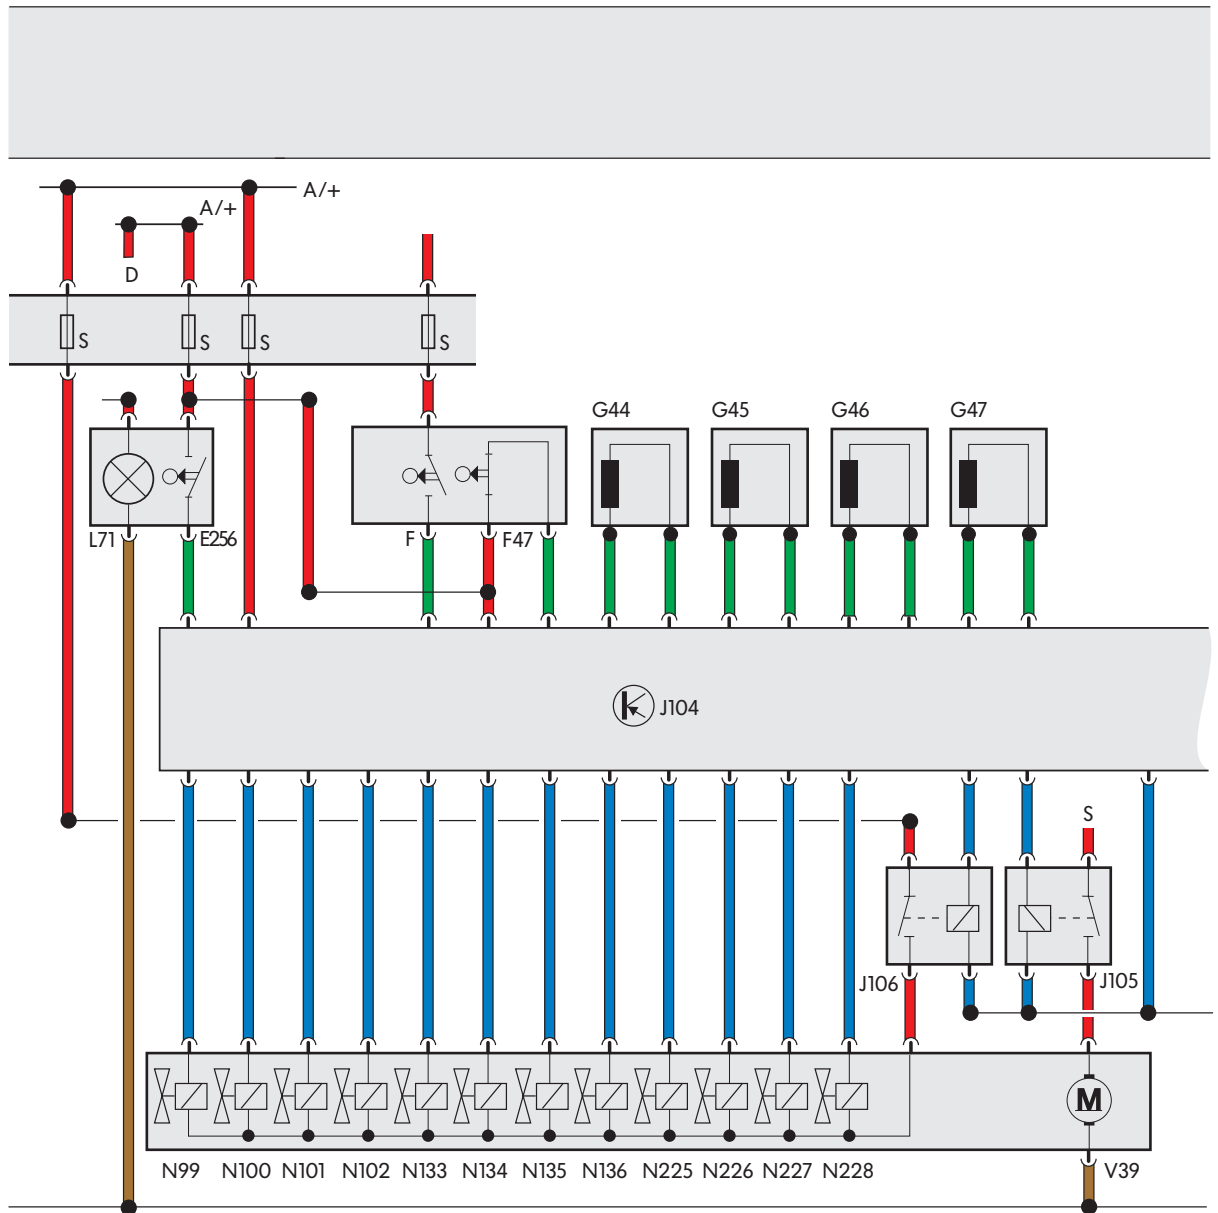 A/+
A/+
D
S S S S
G44 G45 G46 G47
L71 E256 F F47
J104
S
J106 J105
M
N99 N100 N101 N102 N133 N134 N135 N136 N225 N226 N227 N228 V39